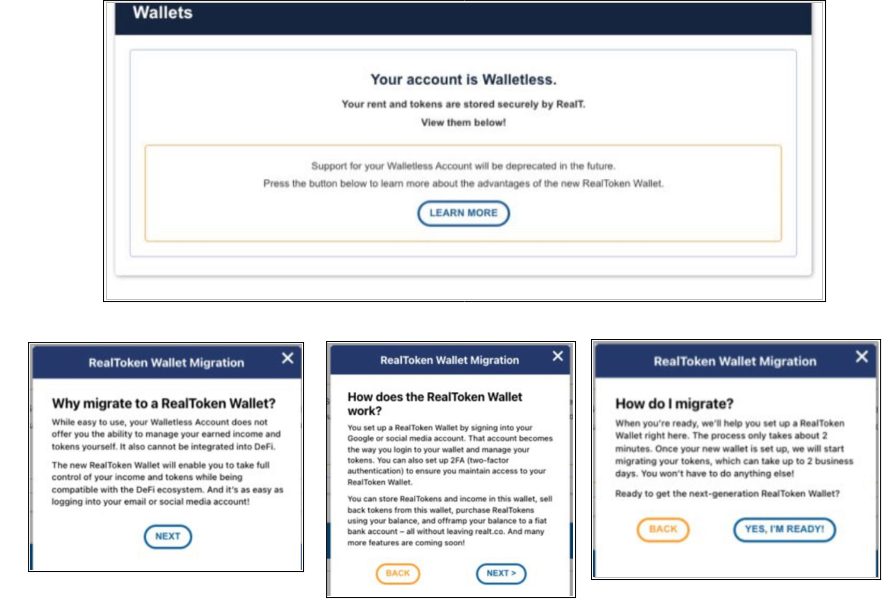 Wallets
Your account is Walletless.
Your rent and tokens are stored securely by RealT.
View them below!
Support for your Walletless Account will be deprecated in the future.
Press the button below to learn more about the advantages of the new RealToken Wallet.
LEARN MORE
RealToken Wallet Migration
Why migrate to a RealToken Wallet?
While easy to use, your Walletless Account does not
offer you the ability to manage your earned income and
tokens yourself. It also cannot be integrated into DeFi.
The new RealToken Wallet will enable you to take full
control of your income and tokens while being
compatible with the DeFi ecosystem. And it's as easy as
logging into your email or social media account!
NEXT
RealToken Wallet Migration
How does the RealToken Wallet
work?
You set up a RealToken Wallet by signing into your
Google or social media account. That account becomes
the way you login to your wallet and manage your
tokens. You can also set up 2FA (two-factor
authentication) to ensure you maintain access to your
RealToken Wallet.
You can store RealTokens and income in this wallet, sell
back tokens from this wallet, purchase RealTokens
using your balance, and offramp your balance to a fiat
bank account – all without leaving realt.co. And many
more features are coming soon!
BACK
NEXT >
RealToken Wallet Migration
How do I migrate?
When you're ready, we'll help you set up a RealToken
Wallet right here. The process only takes about 2
minutes. Once your new wallet is set up, we will start
migrating your tokens, which can take up to 2 business
days. You won't have to do anything else!
Ready to get the next-generation RealToken Wallet?
BACK
YES, I'M READY!